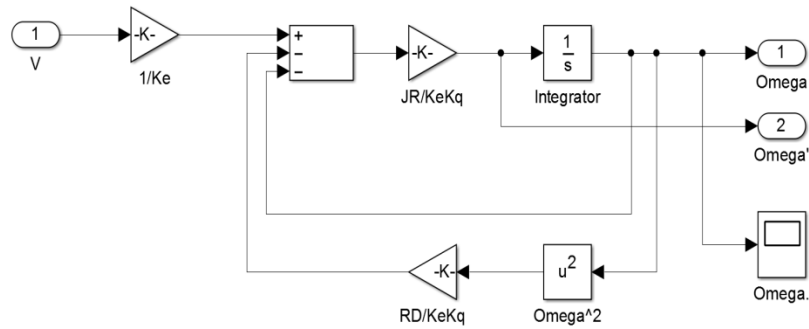 1
V
-K-
1/Ke
+
−
−
-K-
JR/KeKq
1
s
Integrator
1
Omega
2
Omega'
Omega.
-K-
RD/KeKq
u2
Omega^2